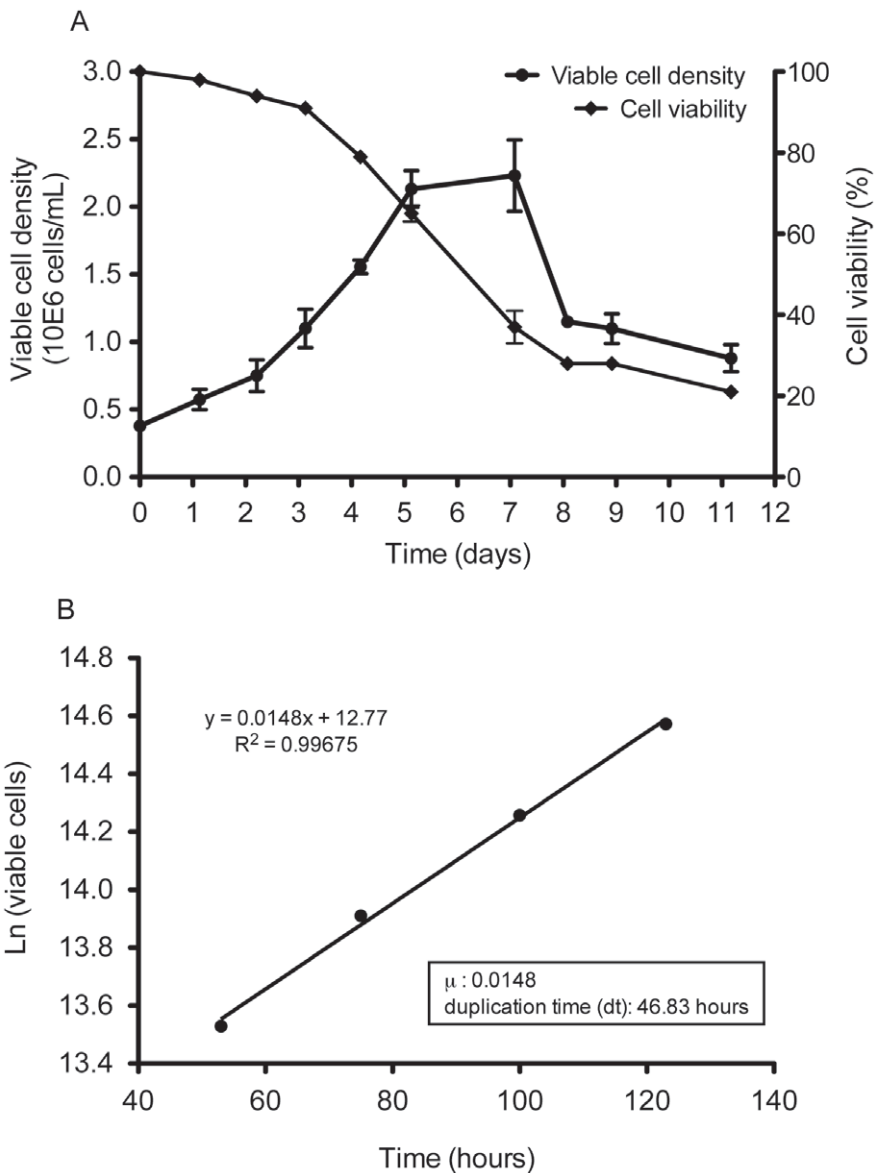 A
Viable cell density
Cell viability
Viable cell density
(10E6 cells/mL)
3.0
2.5
2.0
1.5
1.0
0.5
0.0
100
80
60
40
20
0
Cell viability (%)
0 1 2 3 4 5 6 7 8 9 10 11 12
Time (days)
B
Ln (viable cells)
14.8
14.6
14.4
14.2
14.0
13.8
13.6
13.4
y = 0.0148x + 12.77
R² = 0.99675
μ : 0.0148
duplication time (dt): 46.83 hours
40 60 80 100 120 140
Time (hours)